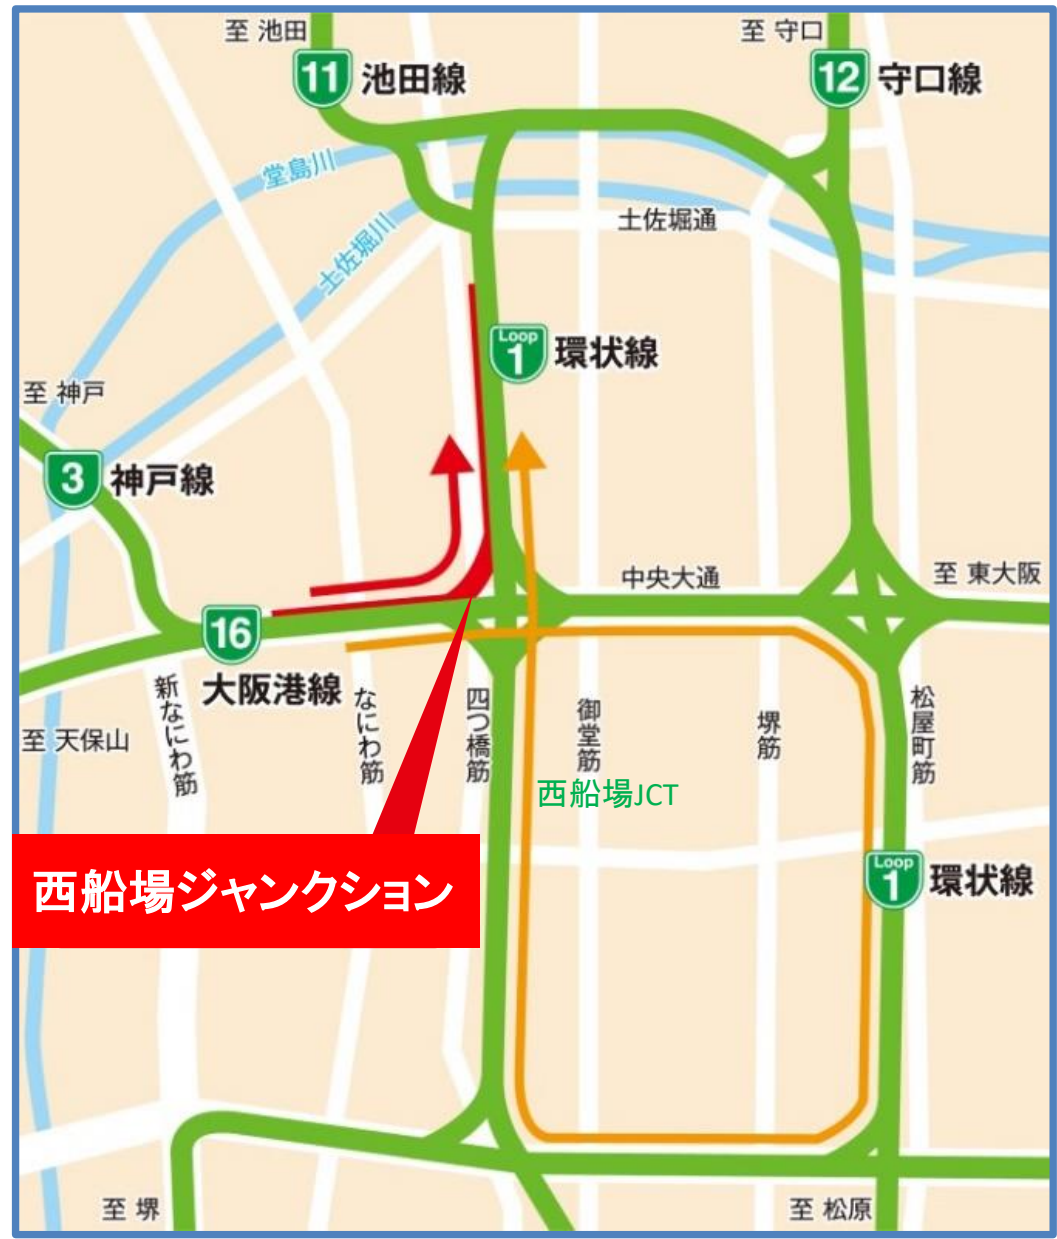 至 池田
至 守口
11 池田線
12 守口線
堂島川
土佐堀川
土佐堀通
Loop
1 環状線
至 神戸
3 神戸線
中央大通
至 東大阪
16
大阪港線
新なにわ筋
なにわ筋
四つ橋筋
御堂筋
堺筋
松屋町筋
至 天保山
西船場JCT
西船場ジャンクション
Loop
1 環状線
至 堺
至 松原